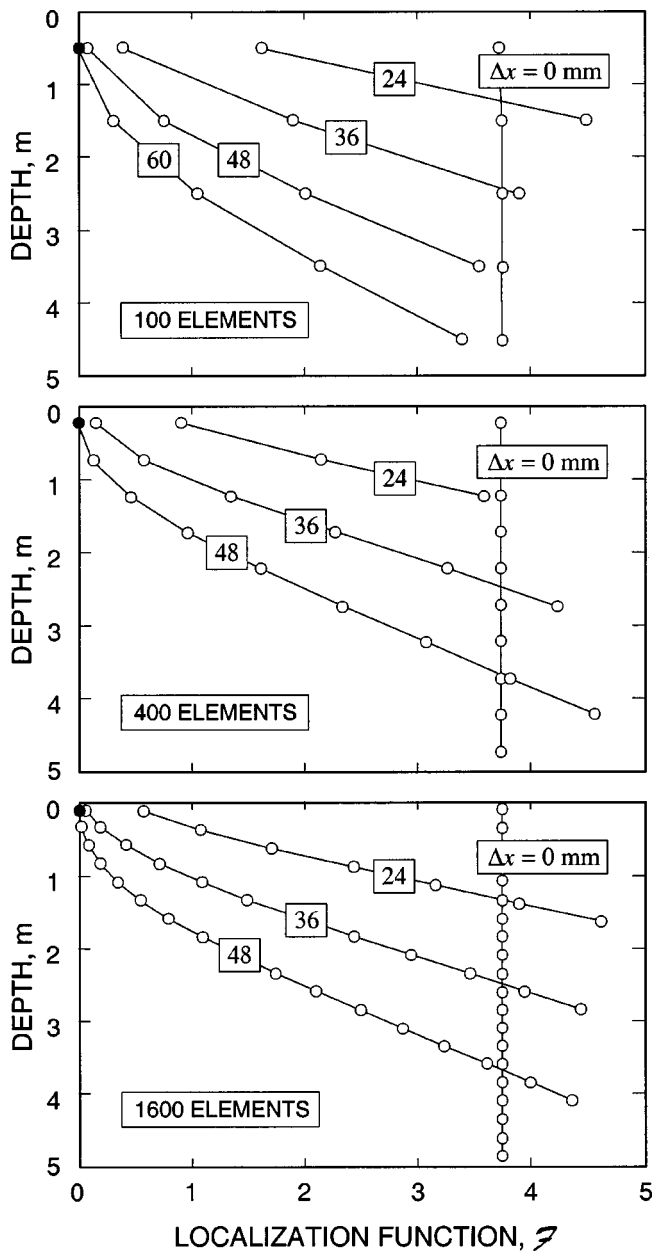 0
1
2
3
4
5
DEPTH, m
24
36
48
60
Δx = 0 mm
100 ELEMENTS
0
1
2
3
4
5
DEPTH, m
24
36
48
Δx = 0 mm
400 ELEMENTS
0
1
2
3
4
5
DEPTH, m
24
36
48
Δx = 0 mm
1600 ELEMENTS
0 1 2 3 4 5
LOCALIZATION FUNCTION, ℱ